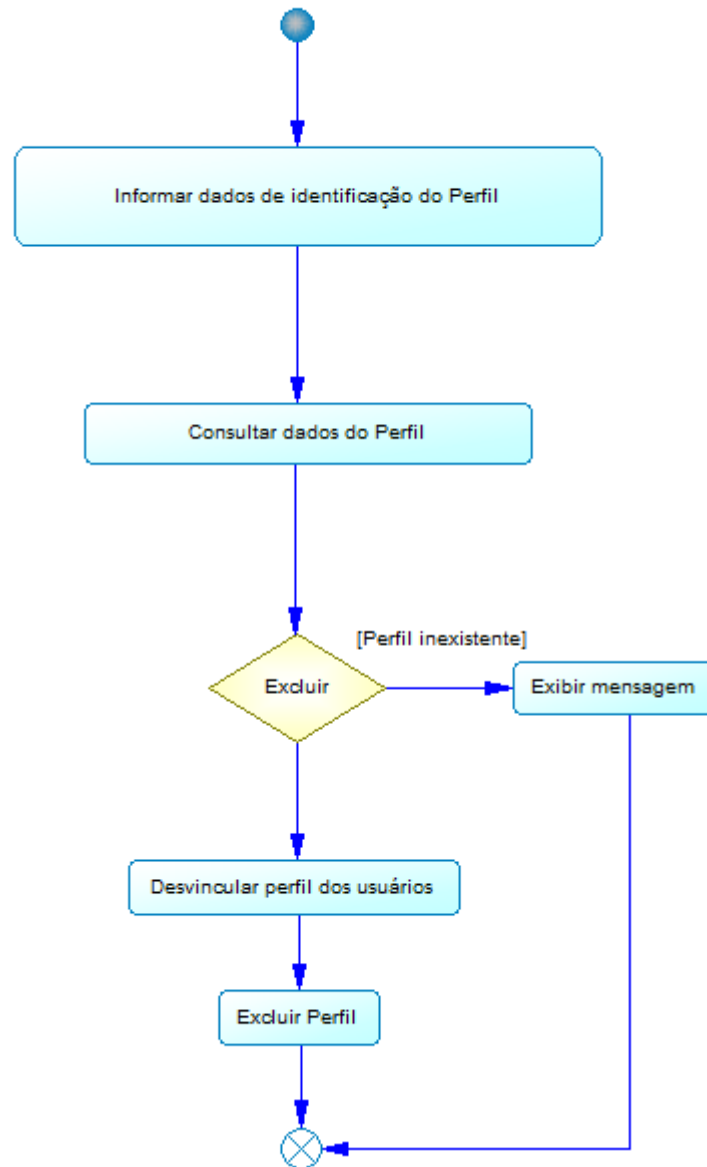 Informar dados de identificação do Perfil
Consultar dados do Perfil
[Perfil inexistente]
Excluir
Exibir mensagem
Desvincular perfil dos usuários
Excluir Perfil